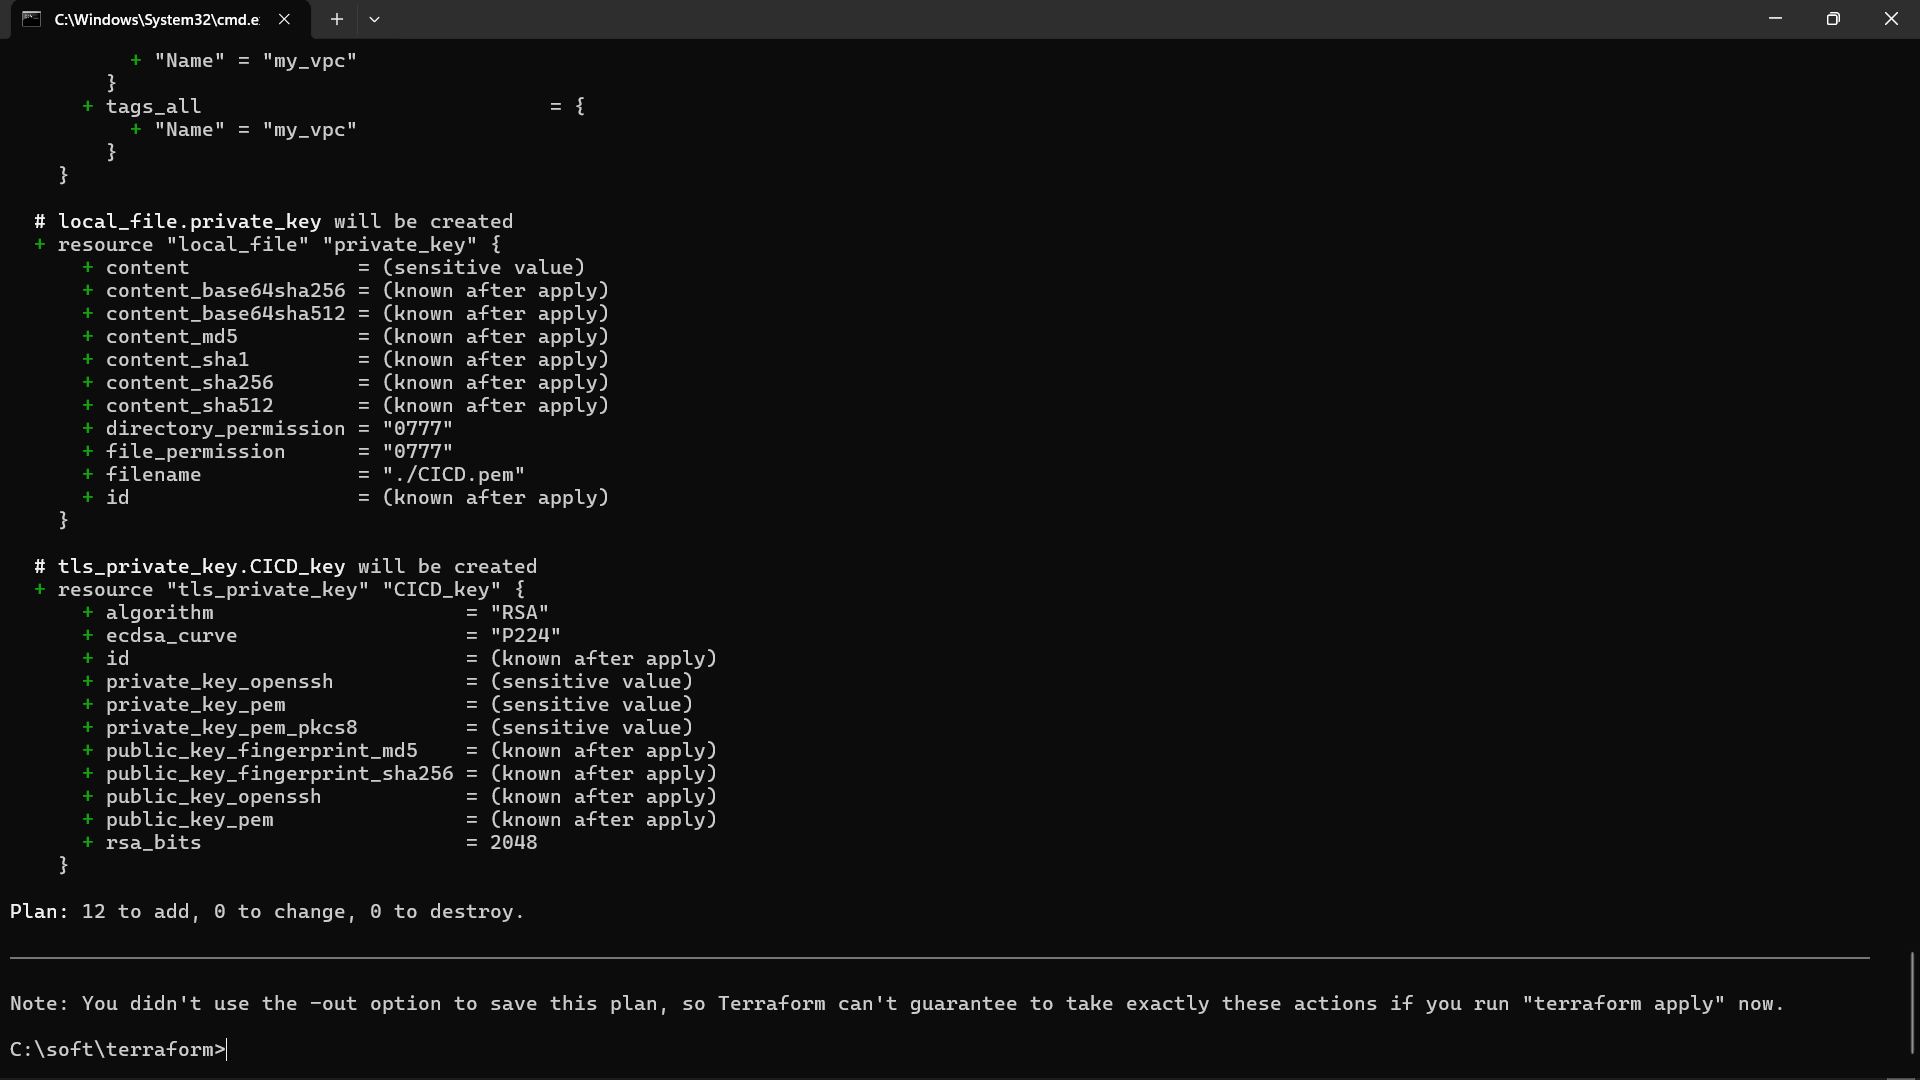 C:\Windows\System32\cmd.e
+ "Name" = "my_vpc"
}
+ tags_all = {
+ "Name" = "my_vpc"
}
}
# local_file.private_key will be created
+ resource "local_file" "private_key" {
+ content = (sensitive value)
+ content_base64sha256 = (known after apply)
+ content_base64sha512 = (known after apply)
+ content_md5 = (known after apply)
+ content_sha1 = (known after apply)
+ content_sha256 = (known after apply)
+ content_sha512 = (known after apply)
+ directory_permission = "0777"
+ file_permission = "0777"
+ filename = "./CICD.pem"
+ id = (known after apply)
}
# tls_private_key.CICD_key will be created
+ resource "tls_private_key" "CICD_key" {
+ algorithm = "RSA"
+ ecdsa_curve = "P224"
+ id = (known after apply)
+ private_key_openssh = (sensitive value)
+ private_key_pem = (sensitive value)
+ private_key_pem_pkcs8 = (sensitive value)
+ public_key_fingerprint_md5 = (known after apply)
+ public_key_fingerprint_sha256 = (known after apply)
+ public_key_openssh = (known after apply)
+ public_key_pem = (known after apply)
+ rsa_bits = 2048
}
Plan: 12 to add, 0 to change, 0 to destroy.
Note: You didn't use the -out option to save this plan, so Terraform can't guarantee to take exactly these actions if you run "terraform apply" now.
C:\soft\terraform>